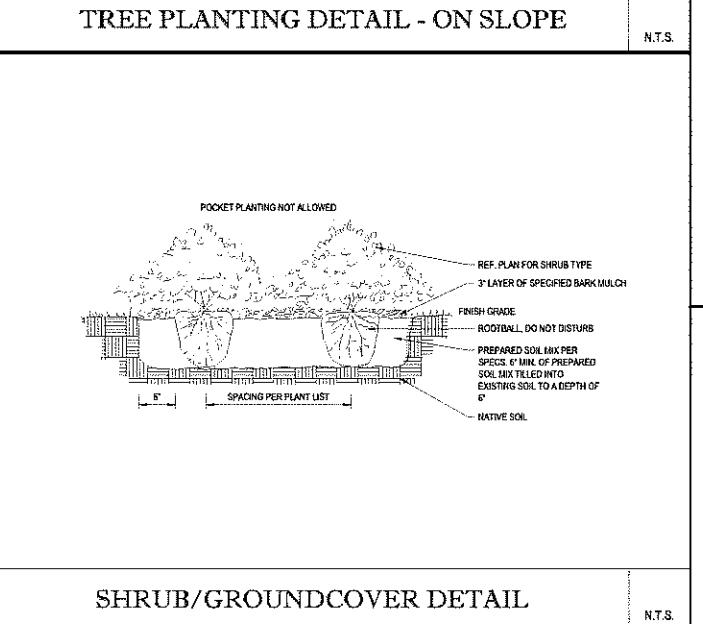 TREE PLANTING DETAIL - ON SLOPE
N.T.S.
POCKET PLANTING NOT ALLOWED
REF. PLAN FOR SHRUB TYPE
3" LAYER OF SPECIFIED BARK MULCH
FINISH GRADE
ROOTBALL, DO NOT DISTURB
PREPARED SOIL MIX PER
SPECS. 6" MIN. OF PREPARED
SOIL MIX TILLED INTO
EXISTING SOIL TO A DEPTH OF
6"
NATIVE SOIL
6"
SPACING PER PLANT LIST
SHRUB/GROUNDCOVER DETAIL
N.T.S.